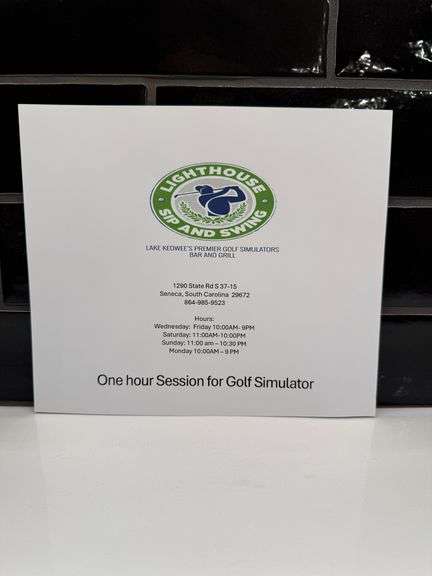 LIGHTHOUSE
SIP AND SWING
LAKE KEOWEE'S PREMIER GOLF SIMULATORS
BAR AND GRILL
1290 State Rd S 37-15
Seneca, South Carolina 29672
864-985-9523
Hours:
Wednesday: Friday 10:00AM- 9PM
Saturday: 11:00AM-10:00PM
Sunday: 11:00 am – 10:30 PM
Monday 10:00AM – 9 PM
One hour Session for Golf Simulator